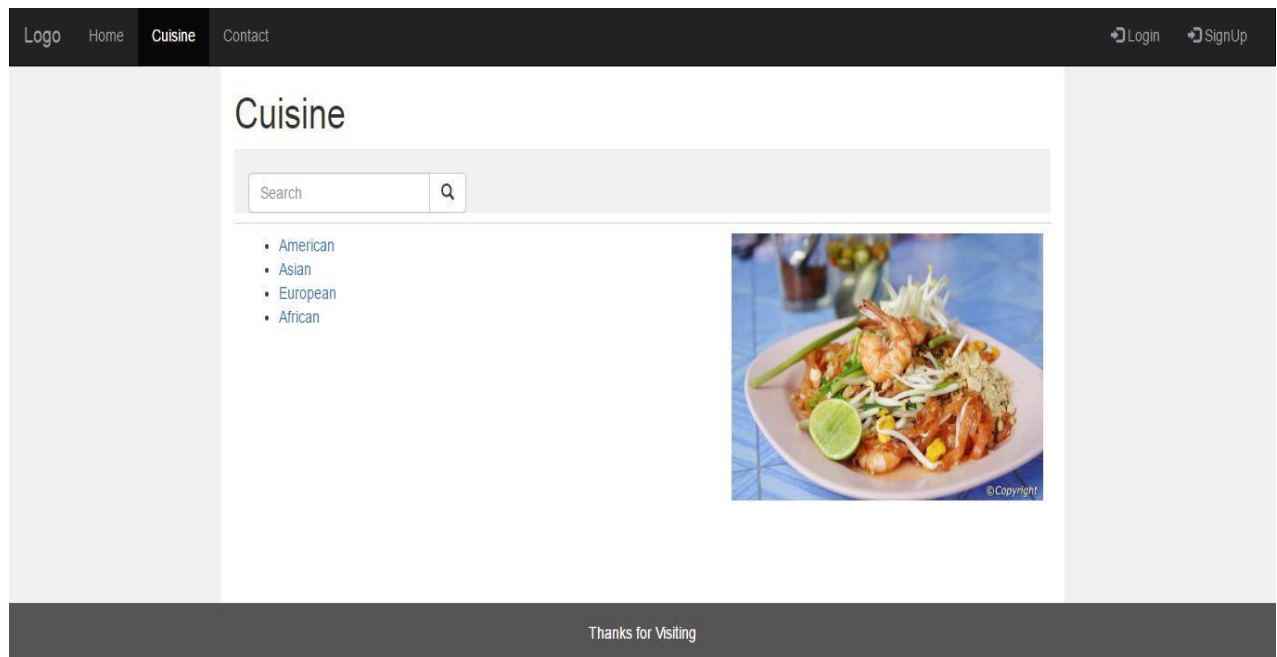 Logo Home Cuisine Contact Login SignUp
Cuisine
Search
American
Asian
European
African
©Copyright
Thanks for Visiting